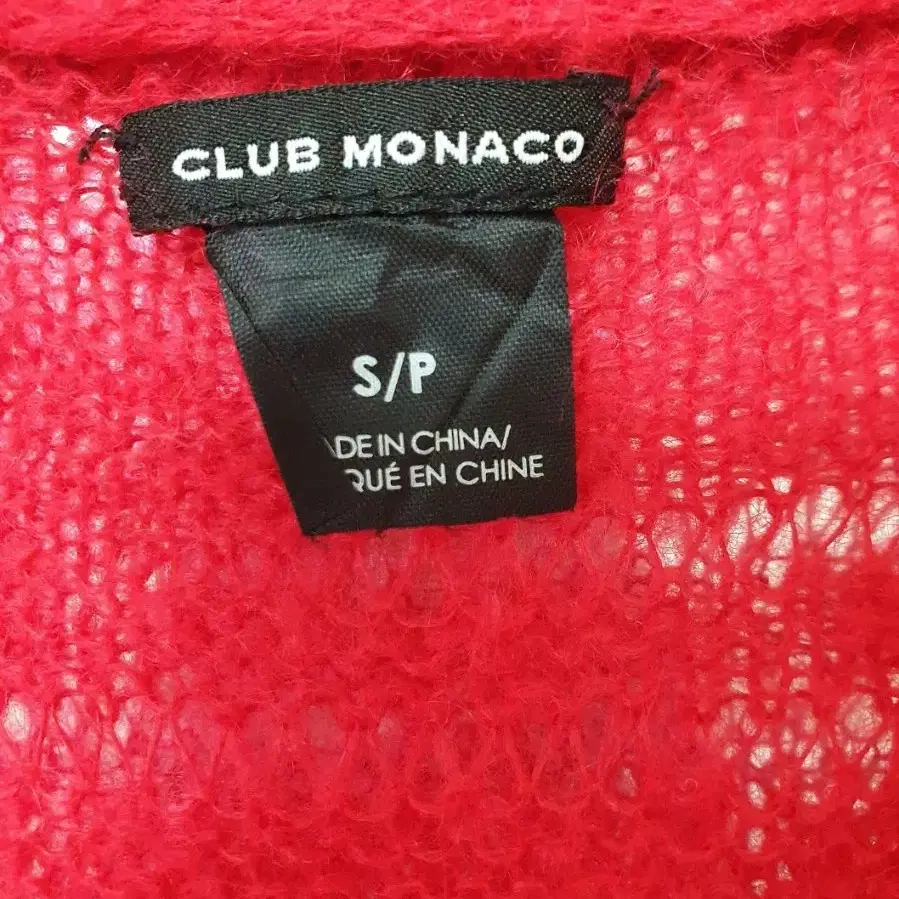 CLUB MONACO
S/P
ADE IN CHINA/
QUÉ EN CHINE